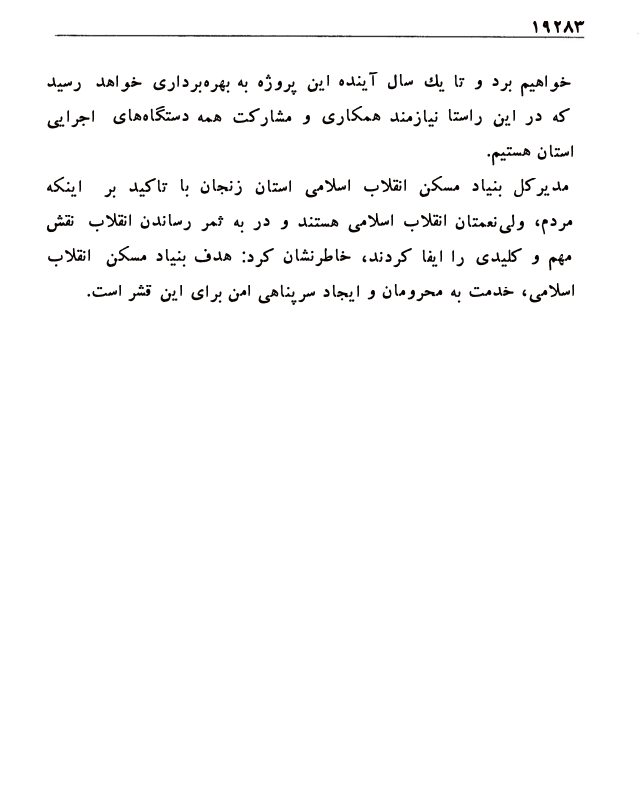 ۱۹۲۸۳
خواهیم برد و تا یك سال آینده این پروژه به بهره‌برداری خواهد رسید
که در این راستا نیازمند همکاری و مشارکت همه دستگاه‌های اجرایی
استان هستیم.
مدیرکل بنیاد مسکن انقلاب اسلامی استان زنجان با تاکید بر اینکه
مردم، ولی‌نعمتان انقلاب اسلامی هستند و در به ثمر رساندن انقلاب نقش
مهم و کلیدی را ایفا کردند، خاطرنشان کرد: هدف بنیاد مسکن انقلاب
اسلامی، خدمت به محرومان و ایجاد سرپناهی امن برای این قشر است.